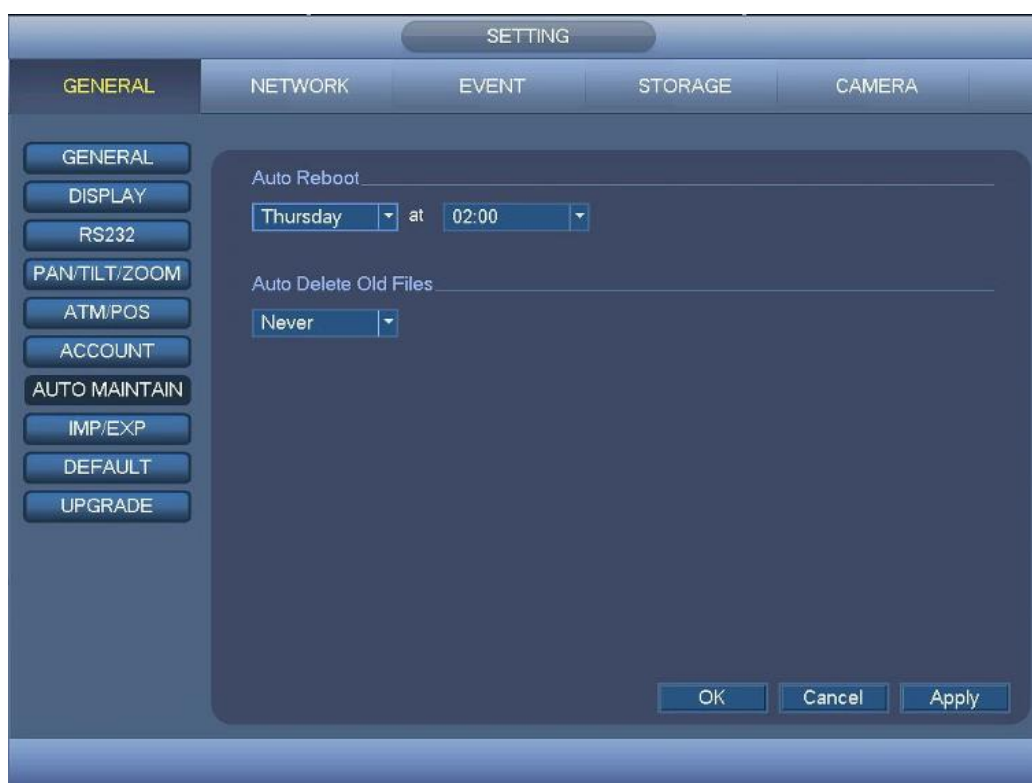 SETTING
GENERAL NETWORK EVENT STORAGE CAMERA
GENERAL
DISPLAY
RS232
PAN/TILT/ZOOM
ATM/POS
ACCOUNT
AUTO MAINTAIN
IMP/EXP
DEFAULT
UPGRADE
Auto Reboot
Thursday at 02:00
Auto Delete Old Files
Never
OK Cancel Apply